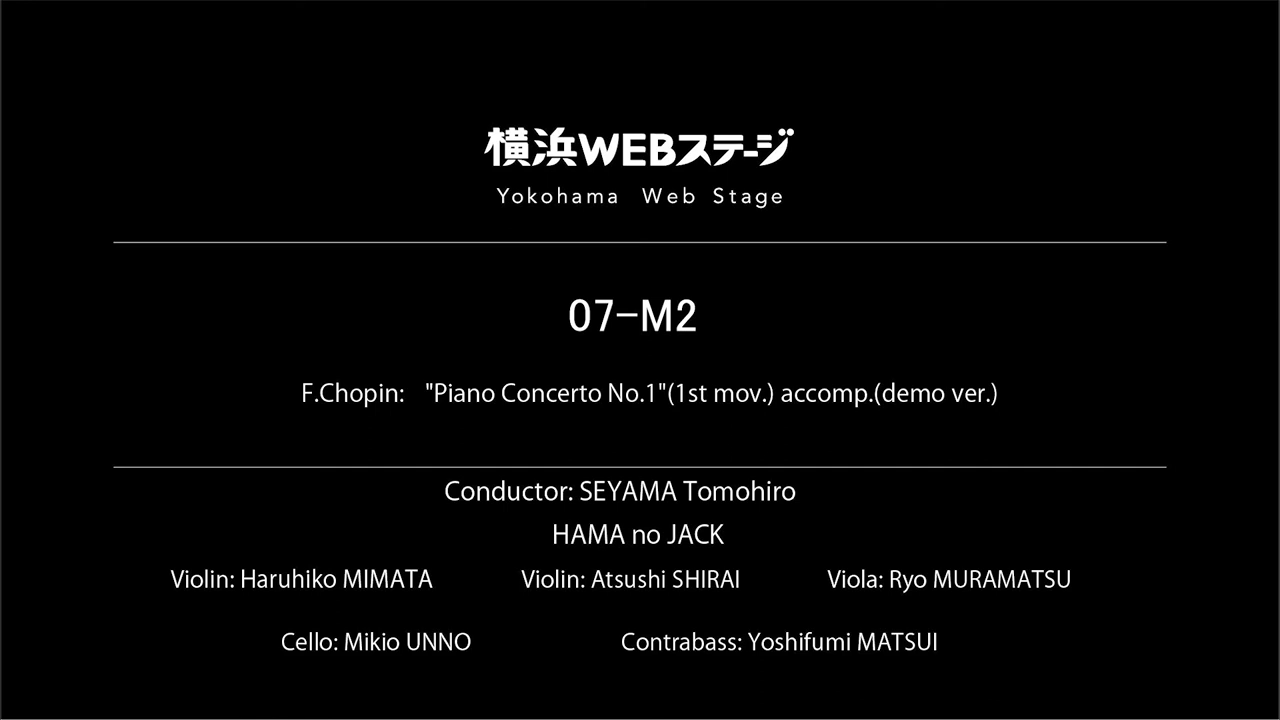 横浜WEBステージ
Yokohama Web Stage
07-M2
F.Chopin: "Piano Concerto No.1"(1st mov.) accomp.(demo ver.)
Conductor: SEYAMA Tomohiro
HAMA no JACK
Violin: Haruhiko MIMATA Violin: Atsushi SHIRAI Viola: Ryo MURAMATSU
Cello: Mikio UNNO Contrabass: Yoshifumi MATSUI